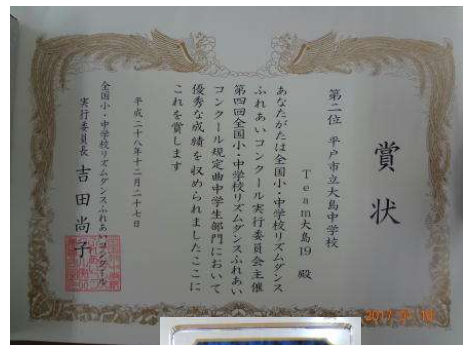 賞状
第二位 平戸市立大島中学校
Team大島19 殿
あなたがたは全国小・中学校リズムダンス
ふれあいコンクール実行委員会主催
第四回全国小・中学校リズムダンスふれあい
コンクール規定曲中学生部門において
優秀な成績を収められましたここに
これを賞します
平成二十八年十二月二十七日
全国小・中学校リズムダンスふれあいコンクール
実行委員長 吉田尚子